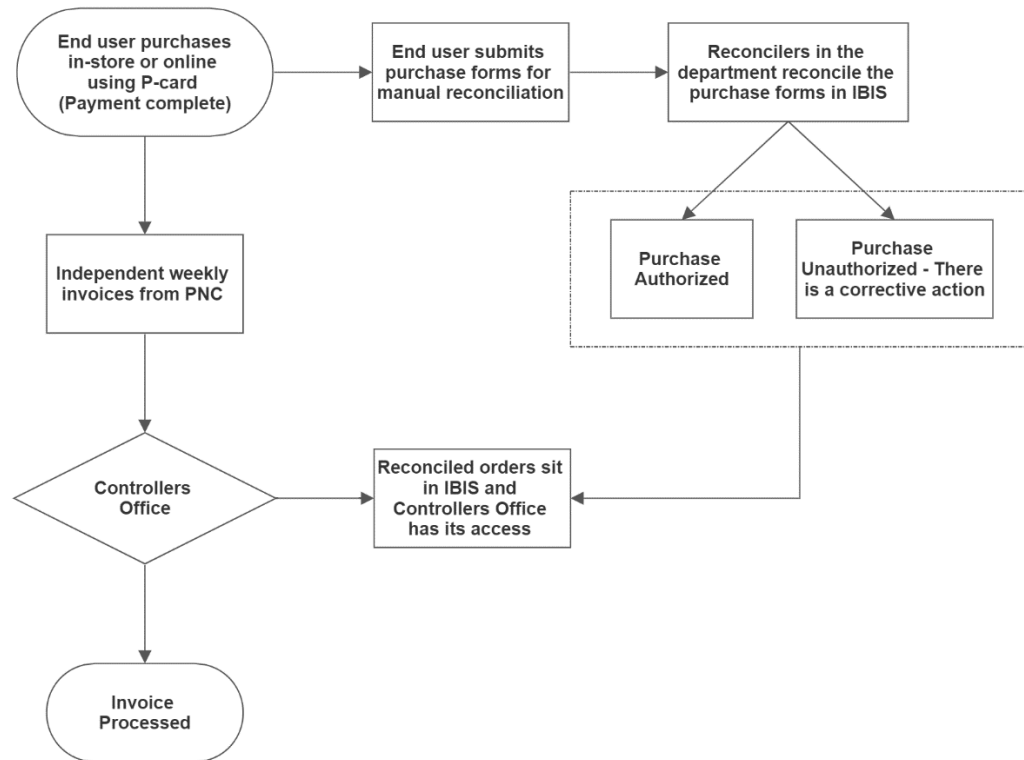 End user purchases
in-store or online
using P-card
(Payment complete)
End user submits
purchase forms for
manual reconciliation
Reconcilers in the
department reconcile the
purchase forms in IBIS
Purchase
Authorized
Purchase
Unauthorized - There
is a corrective action
Independent weekly
invoices from PNC
Controllers
Office
Reconciled orders sit
in IBIS and
Controllers Office
has its access
Invoice
Processed